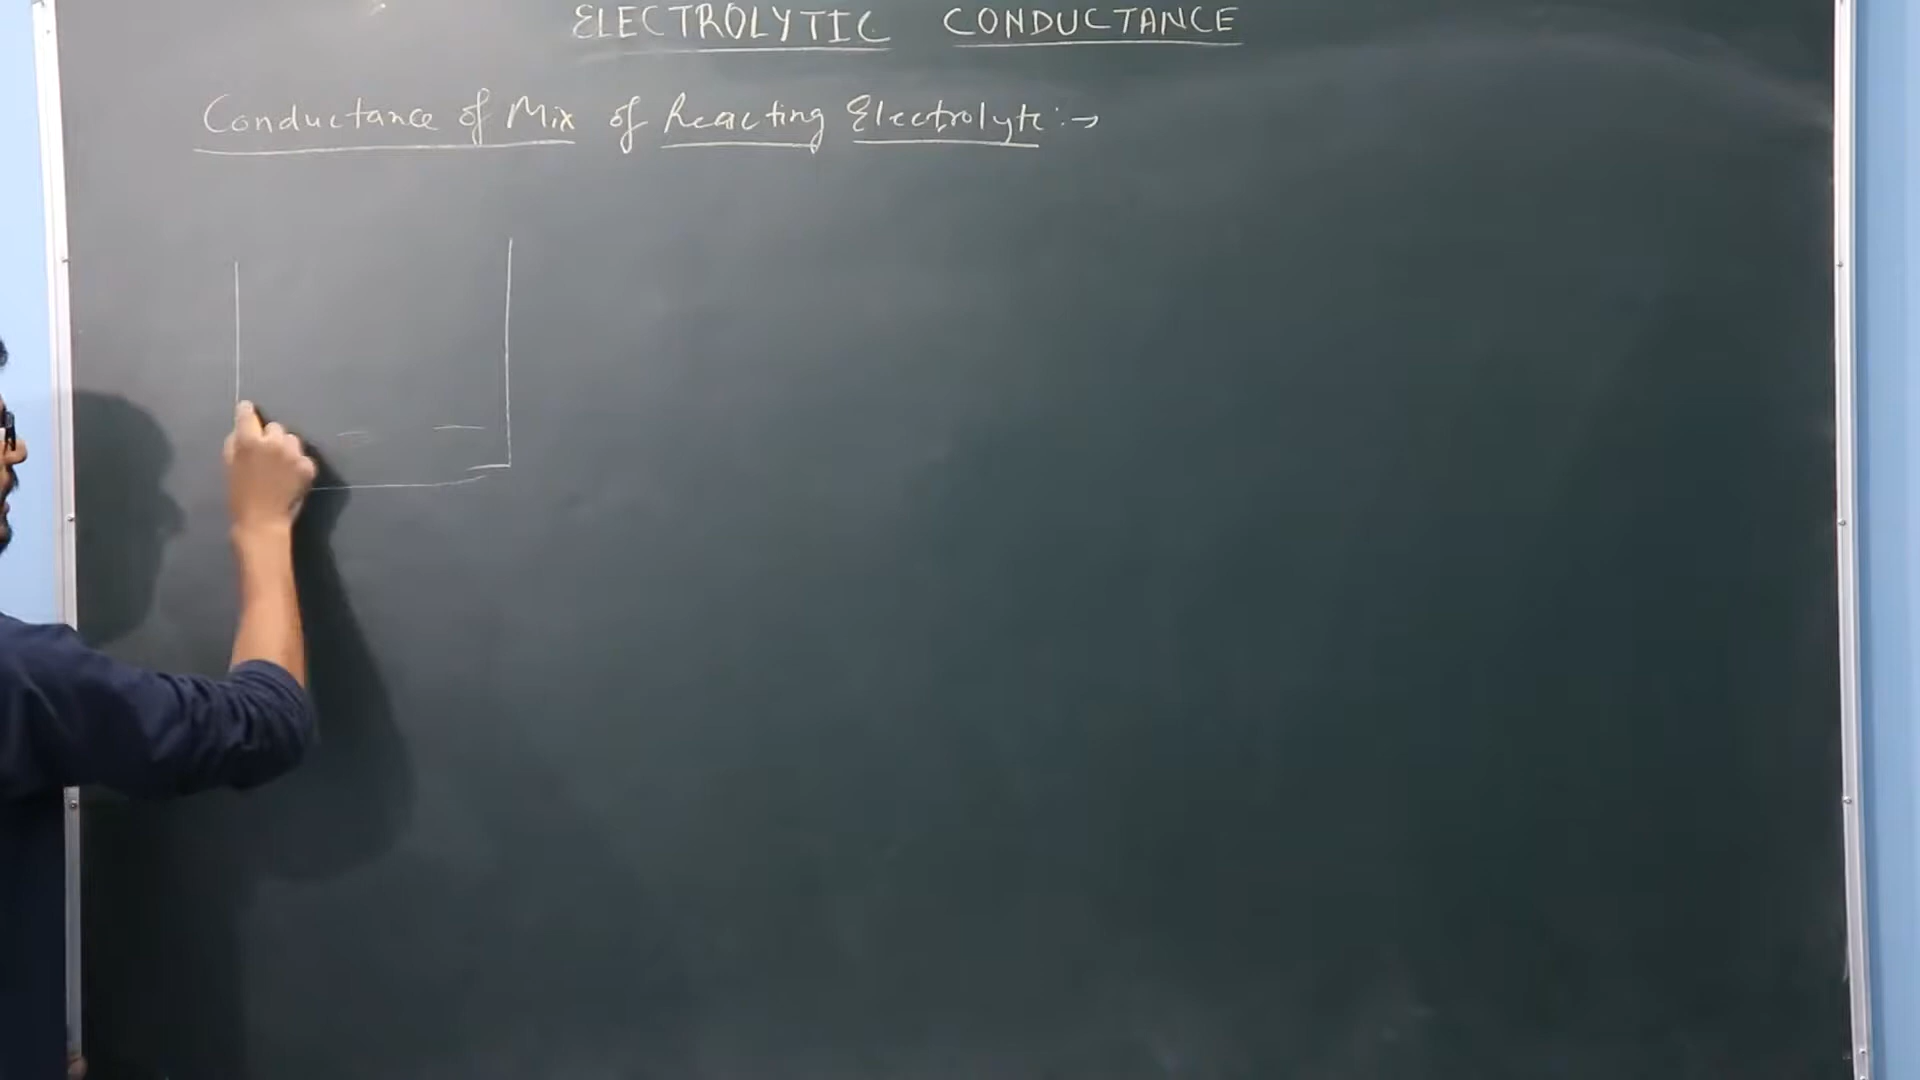 ELECTROLYTIC CONDUCTANCE
Conductance of Mix of Reacting Electrolyte :→